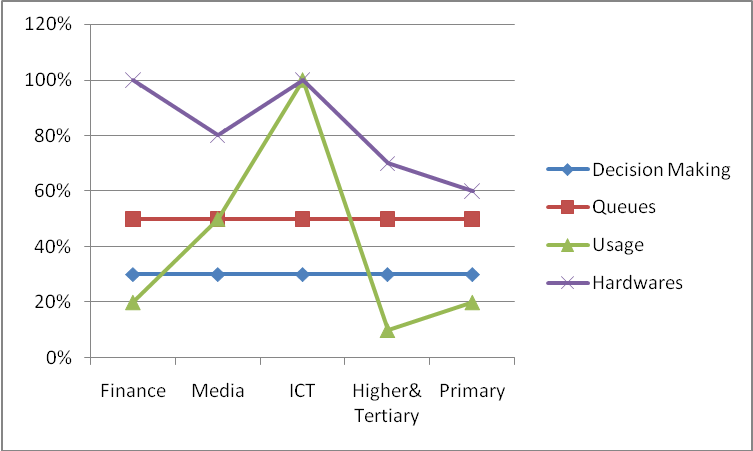 120%
100%
80%
60%
40%
20%
0%
Finance
Media
ICT
Higher&
Tertiary
Primary
Decision Making
Queues
Usage
Hardwares